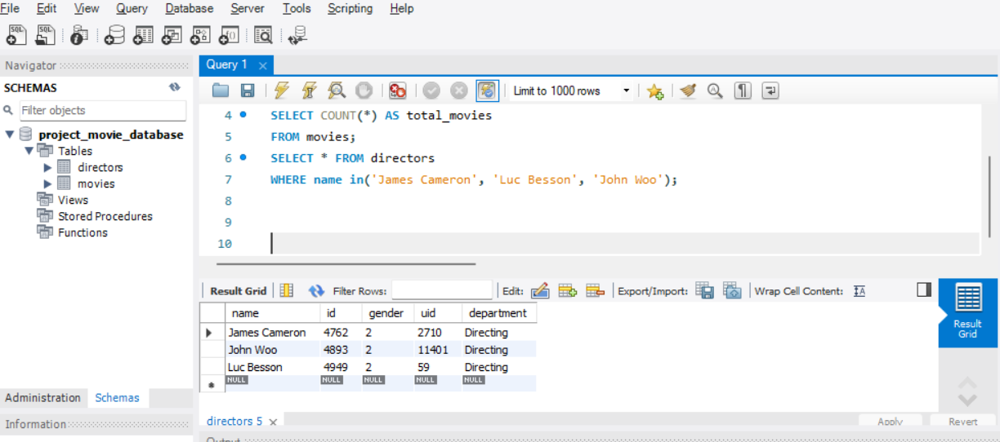 File Edit View Query Database Server Tools Scripting Help
SQL SQL
Navigator
Query 1 ×
SCHEMAS
Filter objects
project_movie_database
Tables
directors
movies
Views
Stored Procedures
Functions
Limit to 1000 rows
4 SELECT COUNT(*) AS total_movies
5 FROM movies;
6 SELECT * FROM directors
7 WHERE name in('James Cameron', 'Luc Besson', 'John Woo');
8
9
10
Result Grid Filter Rows: Edit: Export/Import: Wrap Cell Content: IA
name id gender uid department
James Cameron 4762 2 2710 Directing
John Woo 4893 2 11401 Directing
Luc Besson 4949 2 59 Directing
NULL NULL NULL NULL NULL
Result
Grid
Administration Schemas
Information
directors 5 ×
Apply Revert
Output